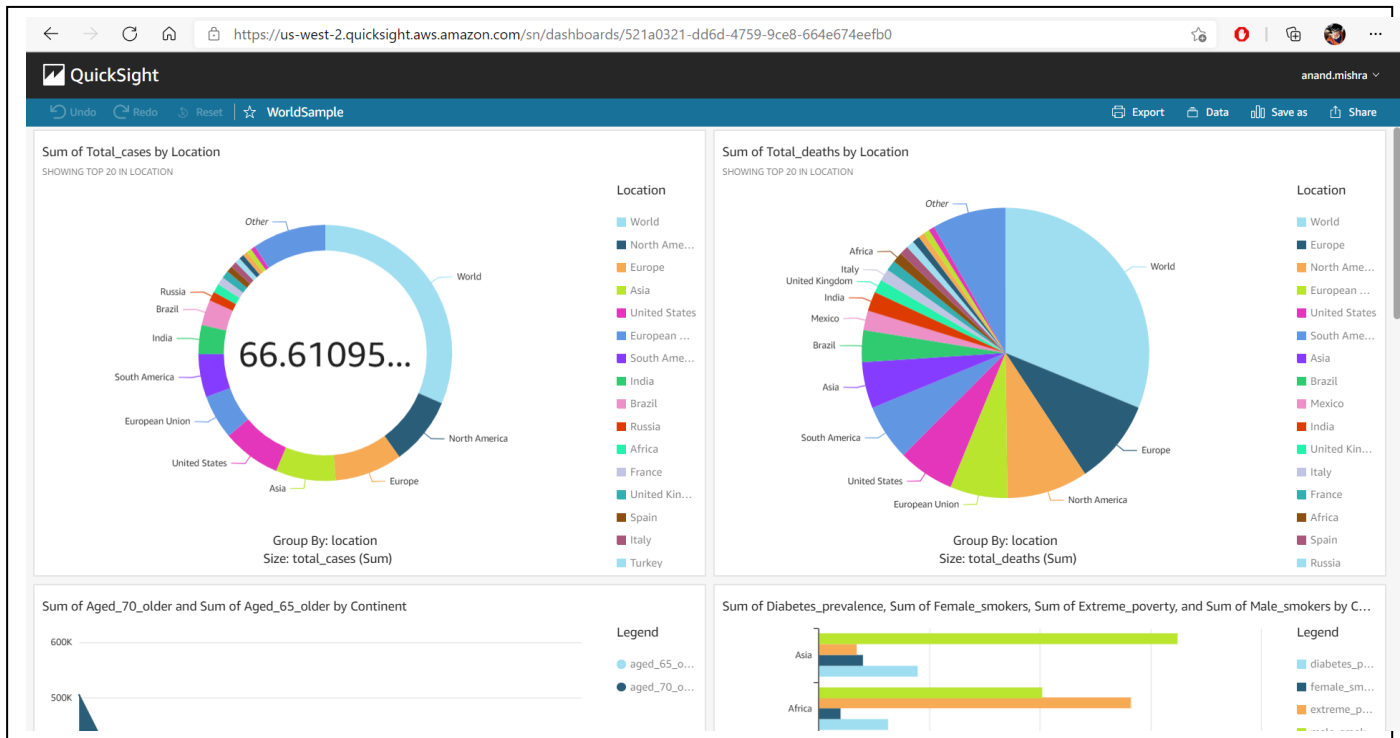 https://us-west-2.quicksight.aws.amazon.com/sn/dashboards/521a0321-dd6d-4759-9ce8-664e674eefb0
QuickSight
anand.mishra
Undo Redo Reset WorldSample Export Data Save as Share
Sum of Total_cases by Location
SHOWING TOP 20 IN LOCATION
Location
World
North Ame...
Europe
Asia
United States
European ...
South Ame...
India
Brazil
Russia
Africa
France
United Kin...
Spain
Italy
Turkey
Other
World
Russia
Brazil
India
66.61095...
South America
European Union
North America
United States
Europe
Asia
Group By: location
Size: total_cases (Sum)
Sum of Total_deaths by Location
SHOWING TOP 20 IN LOCATION
Location
World
Europe
North Ame...
European ...
United States
South Ame...
Asia
Brazil
Mexico
India
United Kin...
Italy
France
Africa
Spain
Russia
Other
Africa
World
Italy
United Kingdom
India
Mexico
Brazil
Asia
South America
Europe
United States
North America
European Union
Group By: location
Size: total_deaths (Sum)
Sum of Aged_70_older and Sum of Aged_65_older by Continent
600K
500K
Legend
aged_65_o...
aged_70_o...
Sum of Diabetes_prevalence, Sum of Female_smokers, Sum of Extreme_poverty, and Sum of Male_smokers by C...
Asia
Africa
Legend
diabetes_p...
female_sm...
extreme_p...